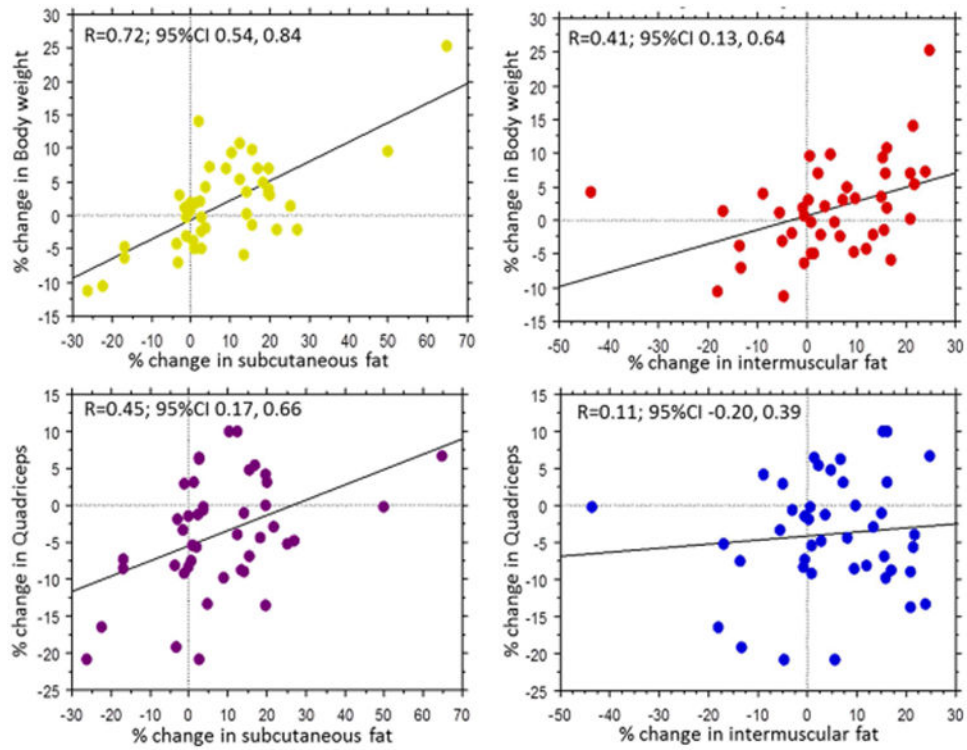 R=0.72; 95%CI 0.54, 0.84
% change in Body weight
30
25
20
15
10
5
0
-5
-10
-15
-30 -20 -10 0 10 20 30 40 50 60 70
% change in subcutaneous fat
R=0.41; 95%CI 0.13, 0.64
% change in Body weight
30
25
20
15
10
5
0
-5
-10
-15
-50 -40 -30 -20 -10 0 10 20 30
% change in intermuscular fat
R=0.45; 95%CI 0.17, 0.66
% change in Quadriceps
15
10
5
0
-5
-10
-15
-20
-25
-30 -20 -10 0 10 20 30 40 50 60 70
% change in subcutaneous fat
R=0.11; 95%CI -0.20, 0.39
% change in Quadriceps
15
10
5
0
-5
-10
-15
-20
-25
-50 -40 -30 -20 -10 0 10 20 30
% change in intermuscular fat